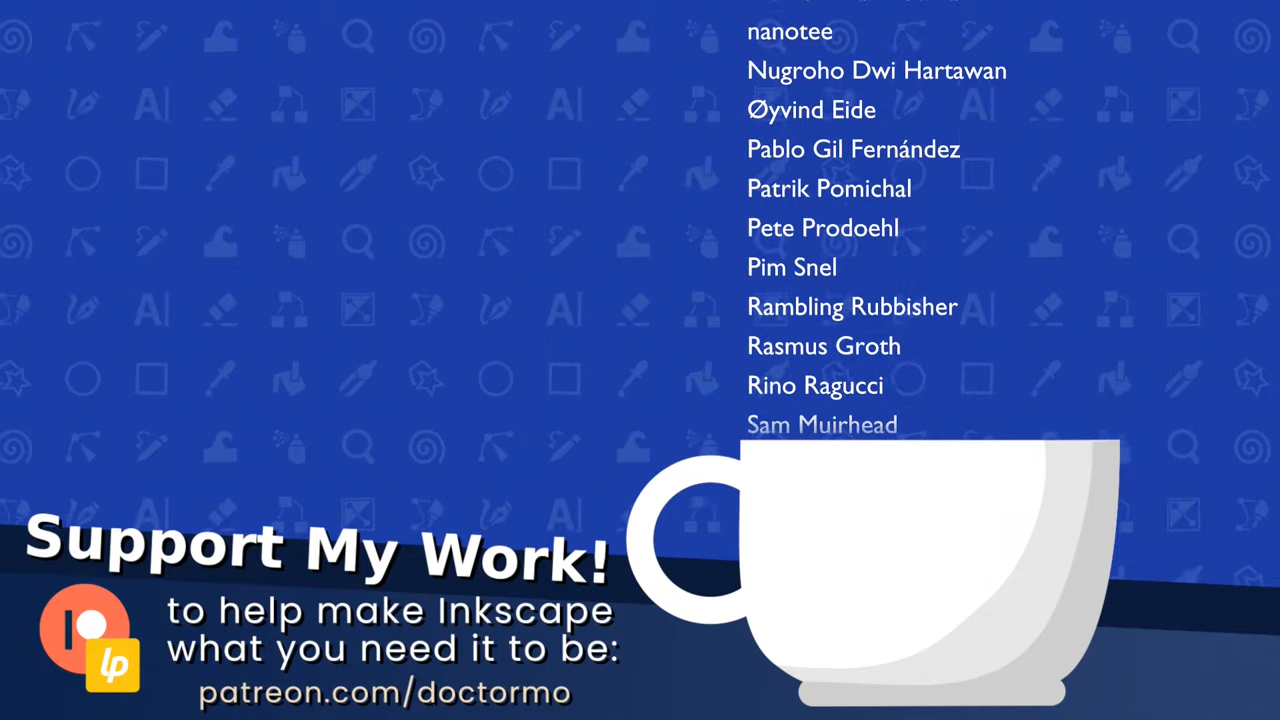 nanotee
Nugroho Dwi Hartawan
Øyvind Eide
Pablo Gil Fernández
Patrik Pomichal
Pete Prodoehl
Pim Snel
Rambling Rubbisher
Rasmus Groth
Rino Ragucci
Sam Muirhead
Support My Work!
to help make Inkscape
what you need it to be:
lp
patreon.com/doctormo